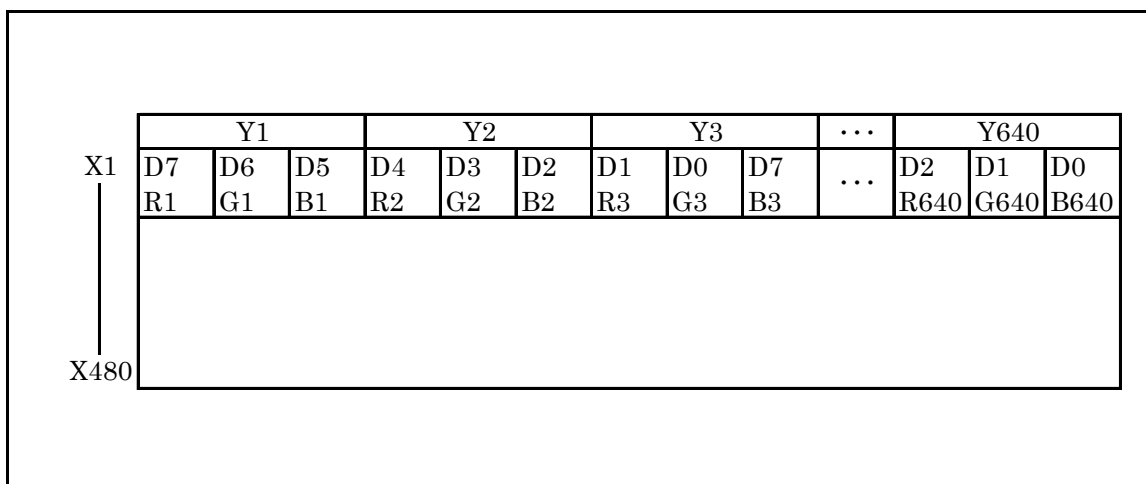 Y1 Y2 Y3 ··· Y640
X1 D7 D6 D5 D4 D3 D2 D1 D0 D7 ··· D2 D1 D0
R1 G1 B1 R2 G2 B2 R3 G3 B3 R640 G640 B640
X480